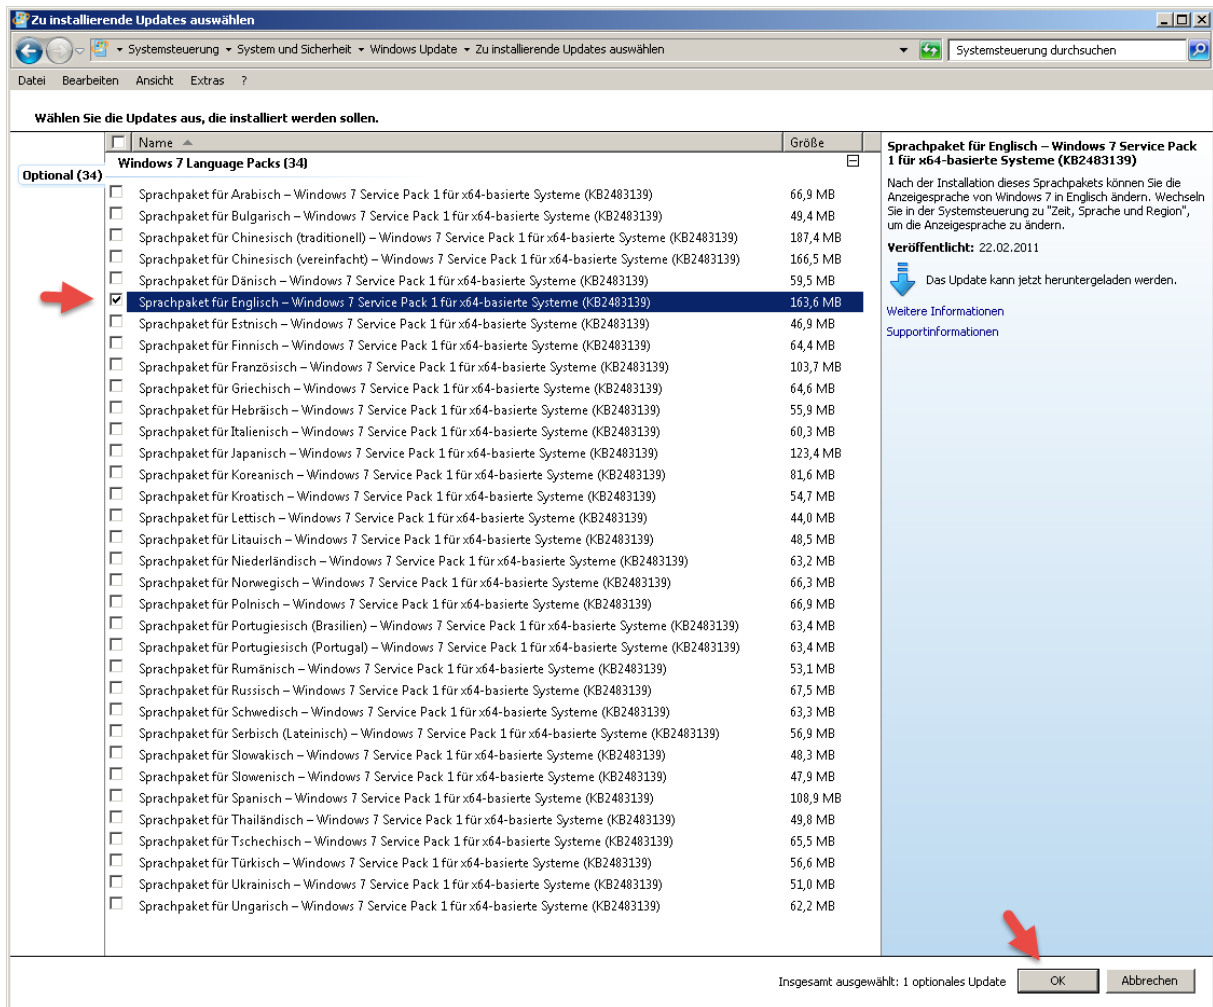 Zu installierende Updates auswählen
Systemsteuerung System und Sicherheit Windows Update Zu installierende Updates auswählen
Systemsteuerung durchsuchen
Datei Bearbeiten Ansicht Extras ?
Wählen Sie die Updates aus, die installiert werden sollen.
Name Größe
Optional (34)
Windows 7 Language Packs (34)
Sprachpaket für Arabisch – Windows 7 Service Pack 1 für x64-basierte Systeme (KB2483139) 66,9 MB
Sprachpaket für Bulgarisch – Windows 7 Service Pack 1 für x64-basierte Systeme (KB2483139) 49,4 MB
Sprachpaket für Chinesisch (traditionell) – Windows 7 Service Pack 1 für x64-basierte Systeme (KB2483139) 187,4 MB
Sprachpaket für Chinesisch (vereinfacht) – Windows 7 Service Pack 1 für x64-basierte Systeme (KB2483139) 166,5 MB
Sprachpaket für Dänisch – Windows 7 Service Pack 1 für x64-basierte Systeme (KB2483139) 59,5 MB
Sprachpaket für Englisch – Windows 7 Service Pack 1 für x64-basierte Systeme (KB2483139) 163,6 MB
Sprachpaket für Estnisch – Windows 7 Service Pack 1 für x64-basierte Systeme (KB2483139) 46,9 MB
Sprachpaket für Finnisch – Windows 7 Service Pack 1 für x64-basierte Systeme (KB2483139) 64,4 MB
Sprachpaket für Französisch – Windows 7 Service Pack 1 für x64-basierte Systeme (KB2483139) 103,7 MB
Sprachpaket für Griechisch – Windows 7 Service Pack 1 für x64-basierte Systeme (KB2483139) 64,6 MB
Sprachpaket für Hebräisch – Windows 7 Service Pack 1 für x64-basierte Systeme (KB2483139) 55,9 MB
Sprachpaket für Italienisch – Windows 7 Service Pack 1 für x64-basierte Systeme (KB2483139) 60,3 MB
Sprachpaket für Japanisch – Windows 7 Service Pack 1 für x64-basierte Systeme (KB2483139) 123,4 MB
Sprachpaket für Koreanisch – Windows 7 Service Pack 1 für x64-basierte Systeme (KB2483139) 81,6 MB
Sprachpaket für Kroatisch – Windows 7 Service Pack 1 für x64-basierte Systeme (KB2483139) 54,7 MB
Sprachpaket für Lettisch – Windows 7 Service Pack 1 für x64-basierte Systeme (KB2483139) 44,0 MB
Sprachpaket für Litauisch – Windows 7 Service Pack 1 für x64-basierte Systeme (KB2483139) 48,5 MB
Sprachpaket für Niederländisch – Windows 7 Service Pack 1 für x64-basierte Systeme (KB2483139) 63,2 MB
Sprachpaket für Norwegisch – Windows 7 Service Pack 1 für x64-basierte Systeme (KB2483139) 66,3 MB
Sprachpaket für Polnisch – Windows 7 Service Pack 1 für x64-basierte Systeme (KB2483139) 66,9 MB
Sprachpaket für Portugiesisch (Brasilien) – Windows 7 Service Pack 1 für x64-basierte Systeme (KB2483139) 63,4 MB
Sprachpaket für Portugiesisch (Portugal) – Windows 7 Service Pack 1 für x64-basierte Systeme (KB2483139) 63,4 MB
Sprachpaket für Rumänisch – Windows 7 Service Pack 1 für x64-basierte Systeme (KB2483139) 53,1 MB
Sprachpaket für Russisch – Windows 7 Service Pack 1 für x64-basierte Systeme (KB2483139) 67,5 MB
Sprachpaket für Schwedisch – Windows 7 Service Pack 1 für x64-basierte Systeme (KB2483139) 63,3 MB
Sprachpaket für Serbisch (Lateinisch) – Windows 7 Service Pack 1 für x64-basierte Systeme (KB2483139) 56,9 MB
Sprachpaket für Slowakisch – Windows 7 Service Pack 1 für x64-basierte Systeme (KB2483139) 48,3 MB
Sprachpaket für Slowenisch – Windows 7 Service Pack 1 für x64-basierte Systeme (KB2483139) 47,9 MB
Sprachpaket für Spanisch – Windows 7 Service Pack 1 für x64-basierte Systeme (KB2483139) 108,9 MB
Sprachpaket für Thailändisch – Windows 7 Service Pack 1 für x64-basierte Systeme (KB2483139) 49,8 MB
Sprachpaket für Tschechisch – Windows 7 Service Pack 1 für x64-basierte Systeme (KB2483139) 65,5 MB
Sprachpaket für Türkisch – Windows 7 Service Pack 1 für x64-basierte Systeme (KB2483139) 56,6 MB
Sprachpaket für Ukrainisch – Windows 7 Service Pack 1 für x64-basierte Systeme (KB2483139) 51,0 MB
Sprachpaket für Ungarisch – Windows 7 Service Pack 1 für x64-basierte Systeme (KB2483139) 62,2 MB
Sprachpaket für Englisch – Windows 7 Service Pack
1 für x64-basierte Systeme (KB2483139)
Nach der Installation dieses Sprachpakets können Sie die
Anzeigesprache von Windows 7 in Englisch ändern. Wechseln
Sie in der Systemsteuerung zu "Zeit, Sprache und Region",
um die Anzeigesprache zu ändern.
Veröffentlicht: 22.02.2011
Das Update kann jetzt heruntergeladen werden.
Weitere Informationen
Supportinformationen
Insgesamt ausgewählt: 1 optionales Update OK Abbrechen